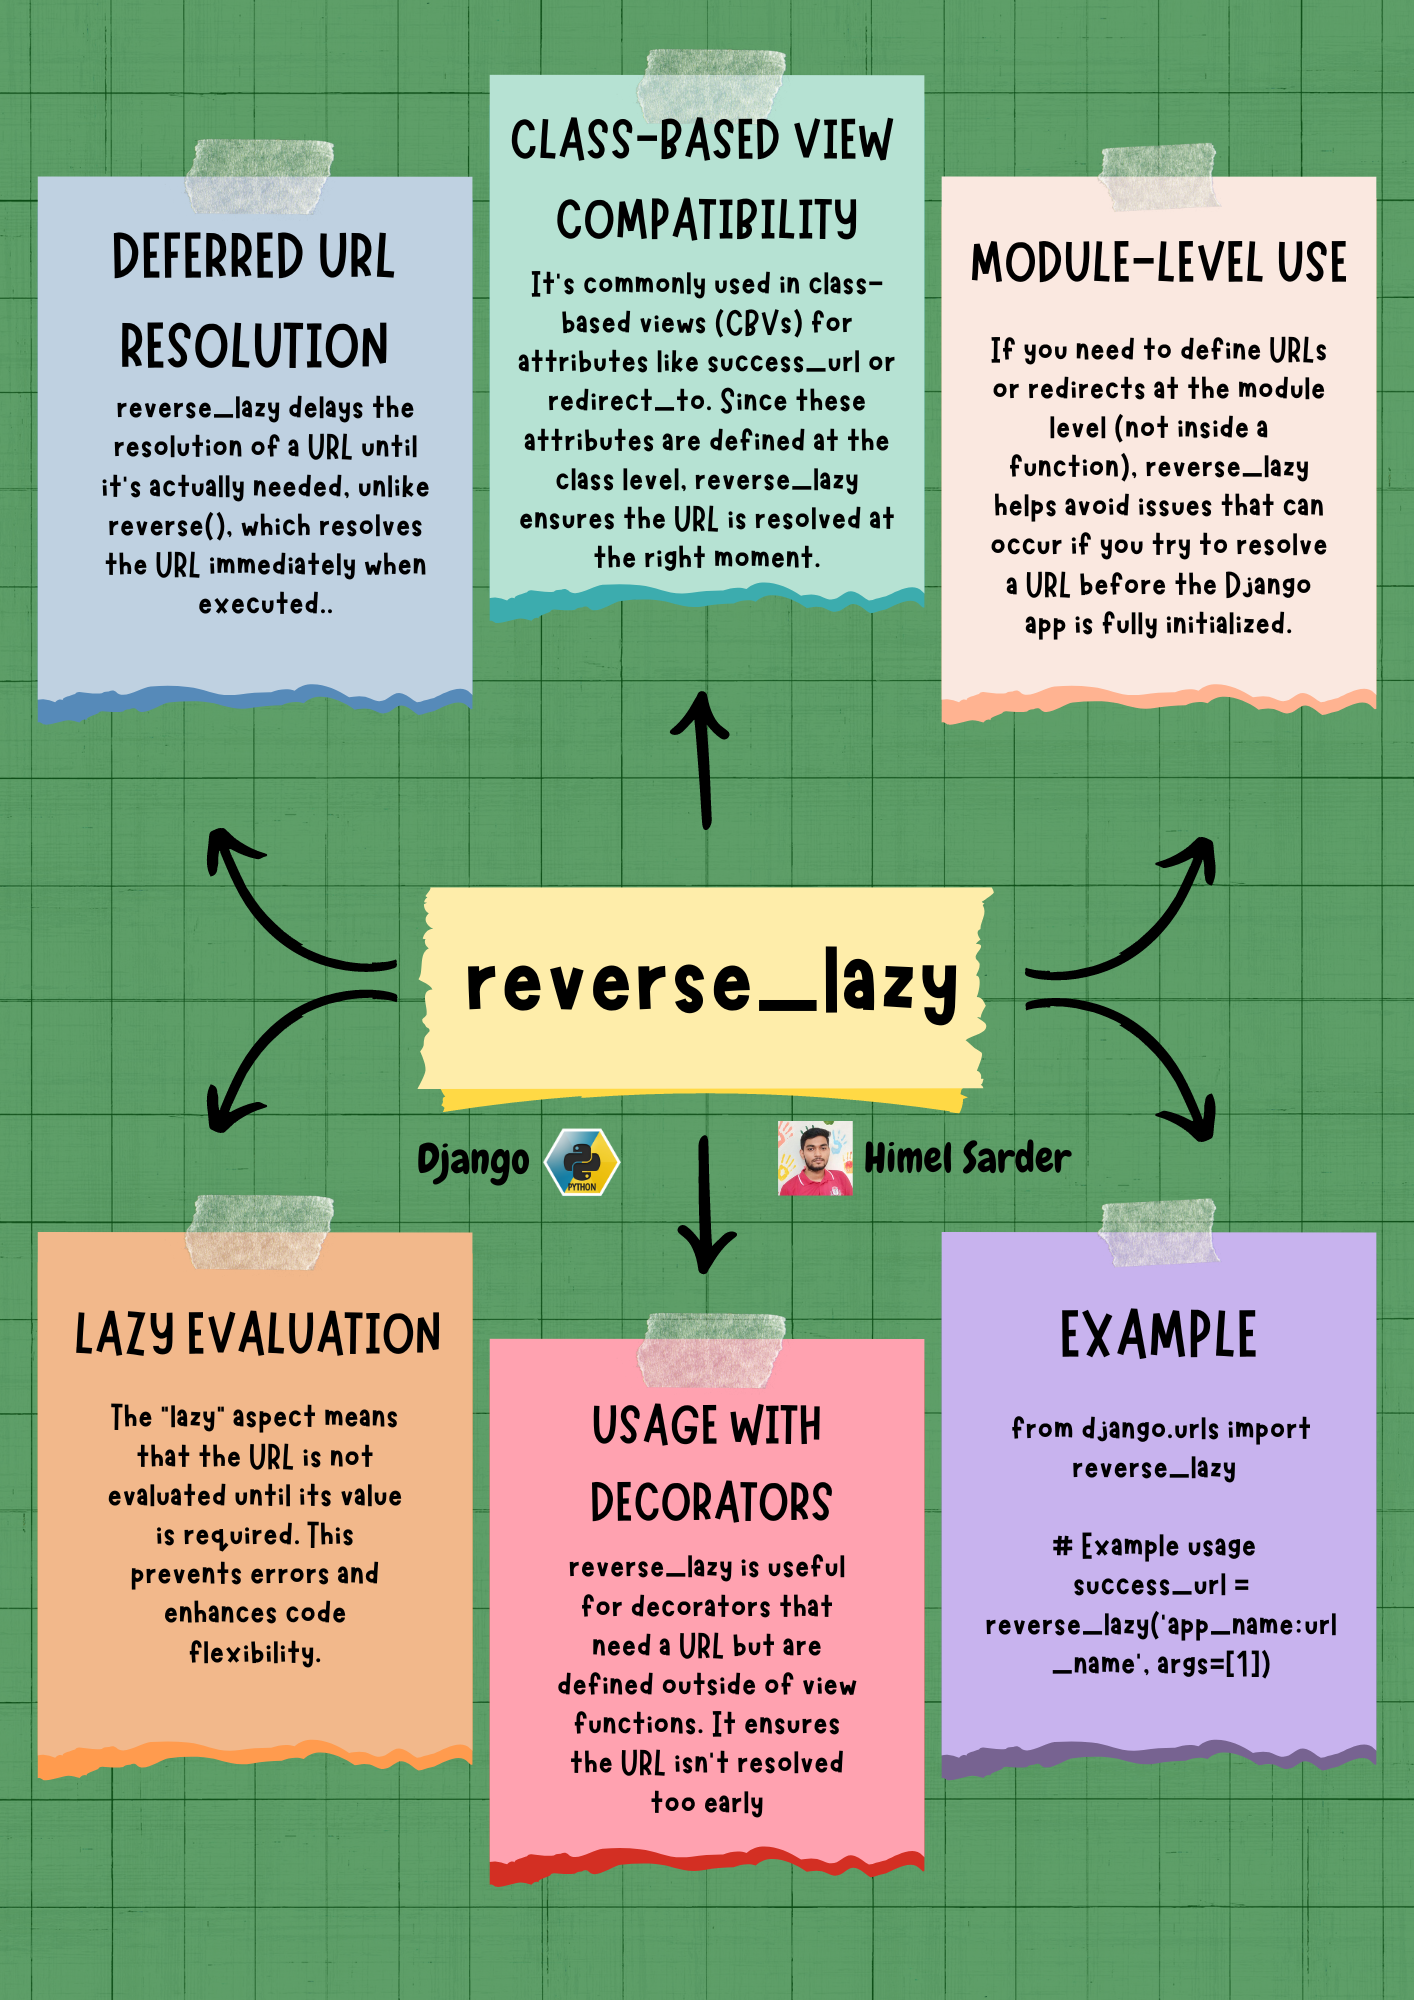 CLASS-BASED VIEW
COMPATIBILITY
It's commonly used in class-
based views (CBVs) for
attributes like success_url or
redirect_to. Since these
attributes are defined at the
class level, reverse_lazy
ensures the URL is resolved at
the right moment.
DEFERRED URL
RESOLUTION
reverse_lazy delays the
resolution of a URL until
it's actually needed, unlike
reverse(), which resolves
the URL immediately when
executed..
MODULE-LEVEL USE
If you need to define URLs
or redirects at the module
level (not inside a
function), reverse_lazy
helps avoid issues that can
occur if you try to resolve
a URL before the Django
app is fully initialized.
reverse_lazy
Django
PYTHON
Himel Sarder
LAZY EVALUATION
The "lazy" aspect means
that the URL is not
evaluated until its value
is required. This
prevents errors and
enhances code
flexibility.
USAGE WITH
DECORATORS
reverse_lazy is useful
for decorators that
need a URL but are
defined outside of view
functions. It ensures
the URL isn't resolved
too early
EXAMPLE
from django.urls import
reverse_lazy
# Example usage
success_url =
reverse_lazy('app_name:url
_name', args=[1])